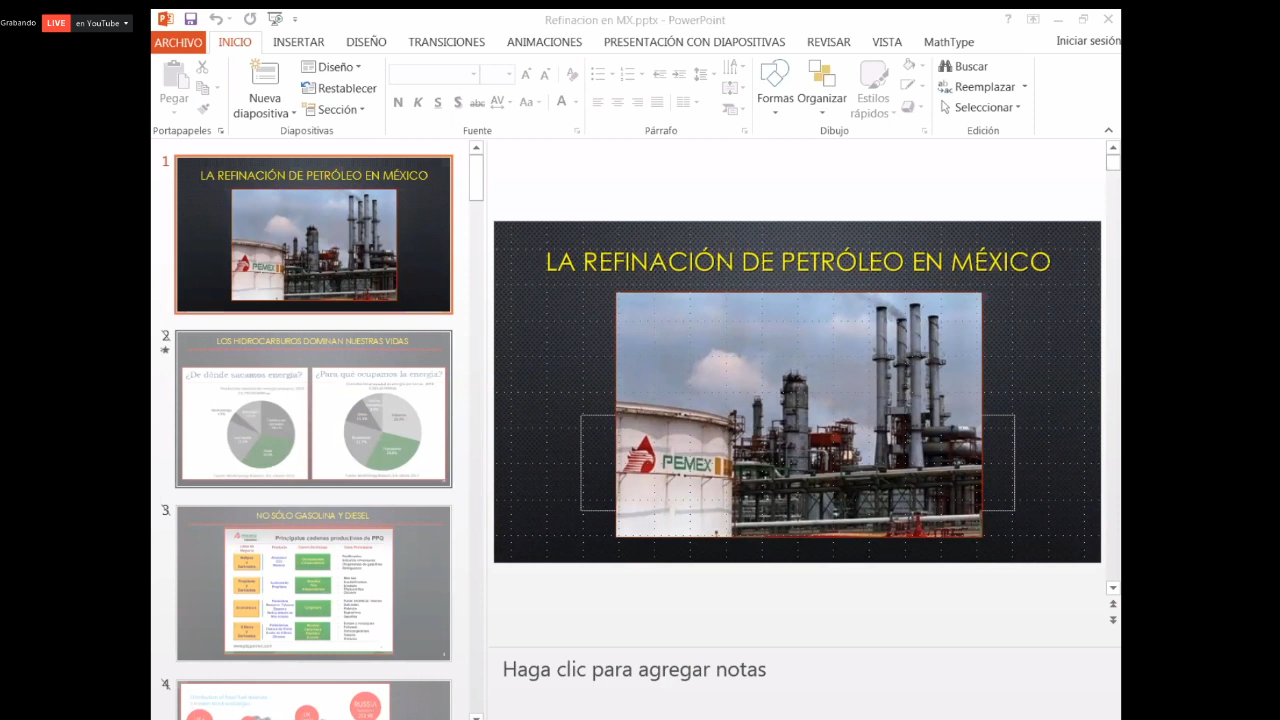 Grabando LIVE en YouTube
Refinacion en MX.pptx - PowerPoint
ARCHIVO INICIO INSERTAR DISEÑO TRANSICIONES ANIMACIONES PRESENTACIÓN CON DIAPOSITIVAS REVISAR VISTA MathType Iniciar sesión
Pegar
Nueva diapositiva
Diseño
Restablecer
Sección
N K S S abc AV Aa A
Formas Organizar Estilos rápidos
Buscar
Reemplazar
Seleccionar
Portapapeles Diapositivas Fuente Párrafo Dibujo Edición
1
LA REFINACIÓN DE PETRÓLEO EN MÉXICO
PEMEX
2
LOS HIDROCARBUROS DOMINAN NUESTRAS VIDAS
¿De dónde sacamos energía? ¿Para qué ocupamos la energía?
3
NO SÓLO GASOLINA Y DIESEL
Principales cadenas productivas de PPQ
4
RUSSIA
LA REFINACIÓN DE PETRÓLEO EN MÉXICO
PEMEX
Haga clic para agregar notas